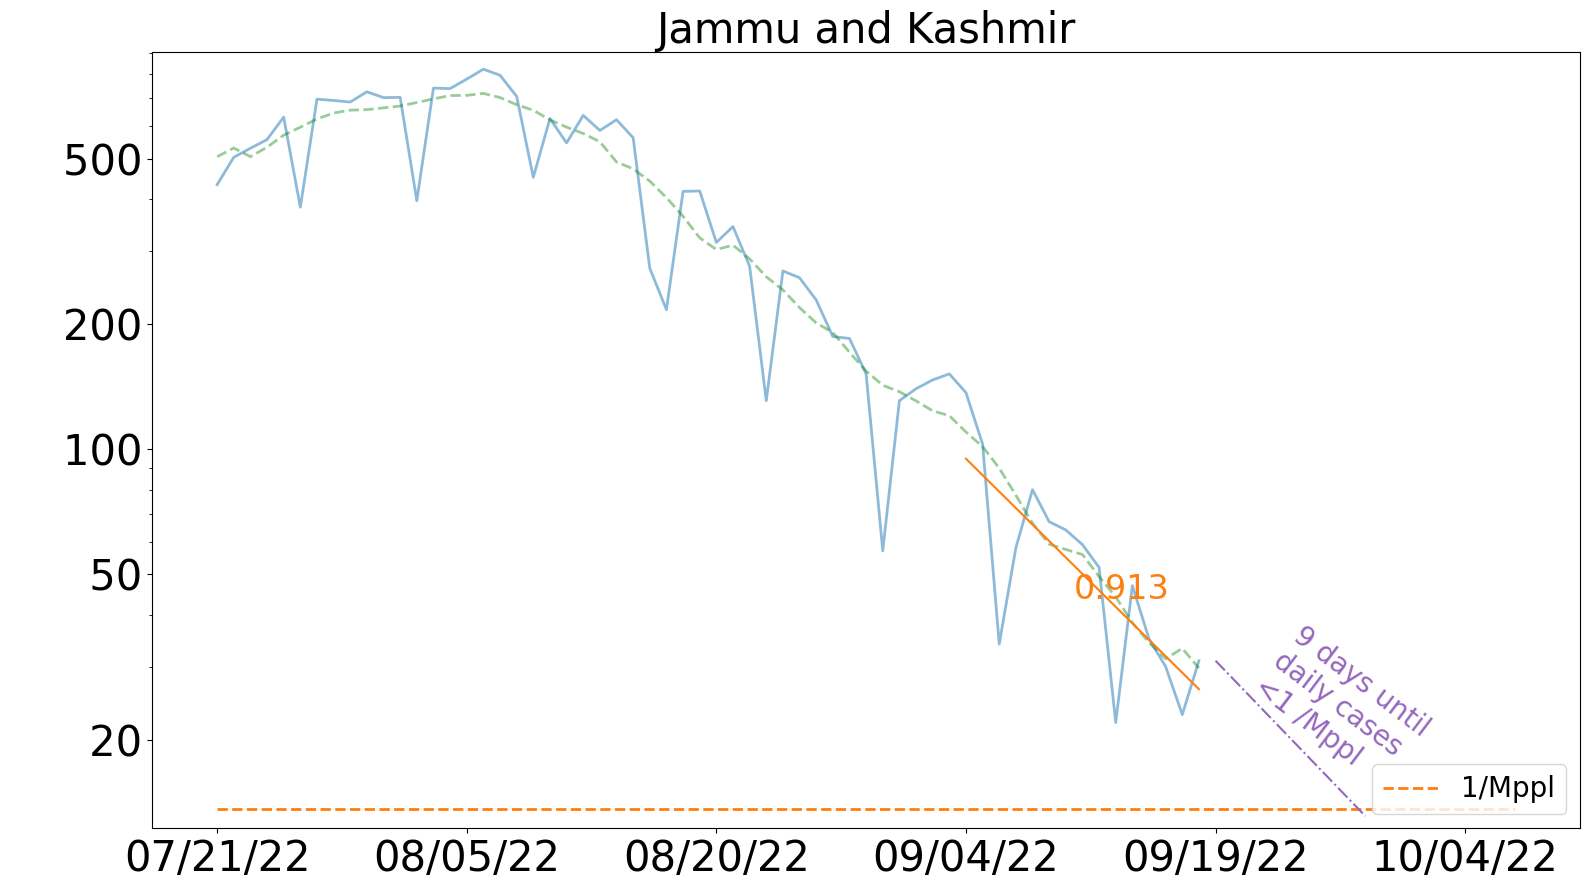 Jammu and Kashmir
500
200
100
50
20
0.913
9 days until
daily cases
<1 /Mppl
1/Mppl
07/21/22
08/05/22
08/20/22
09/04/22
09/19/22
10/04/22